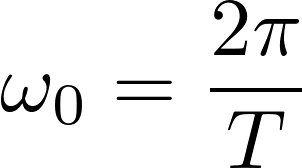 ω₀ = 2π / T